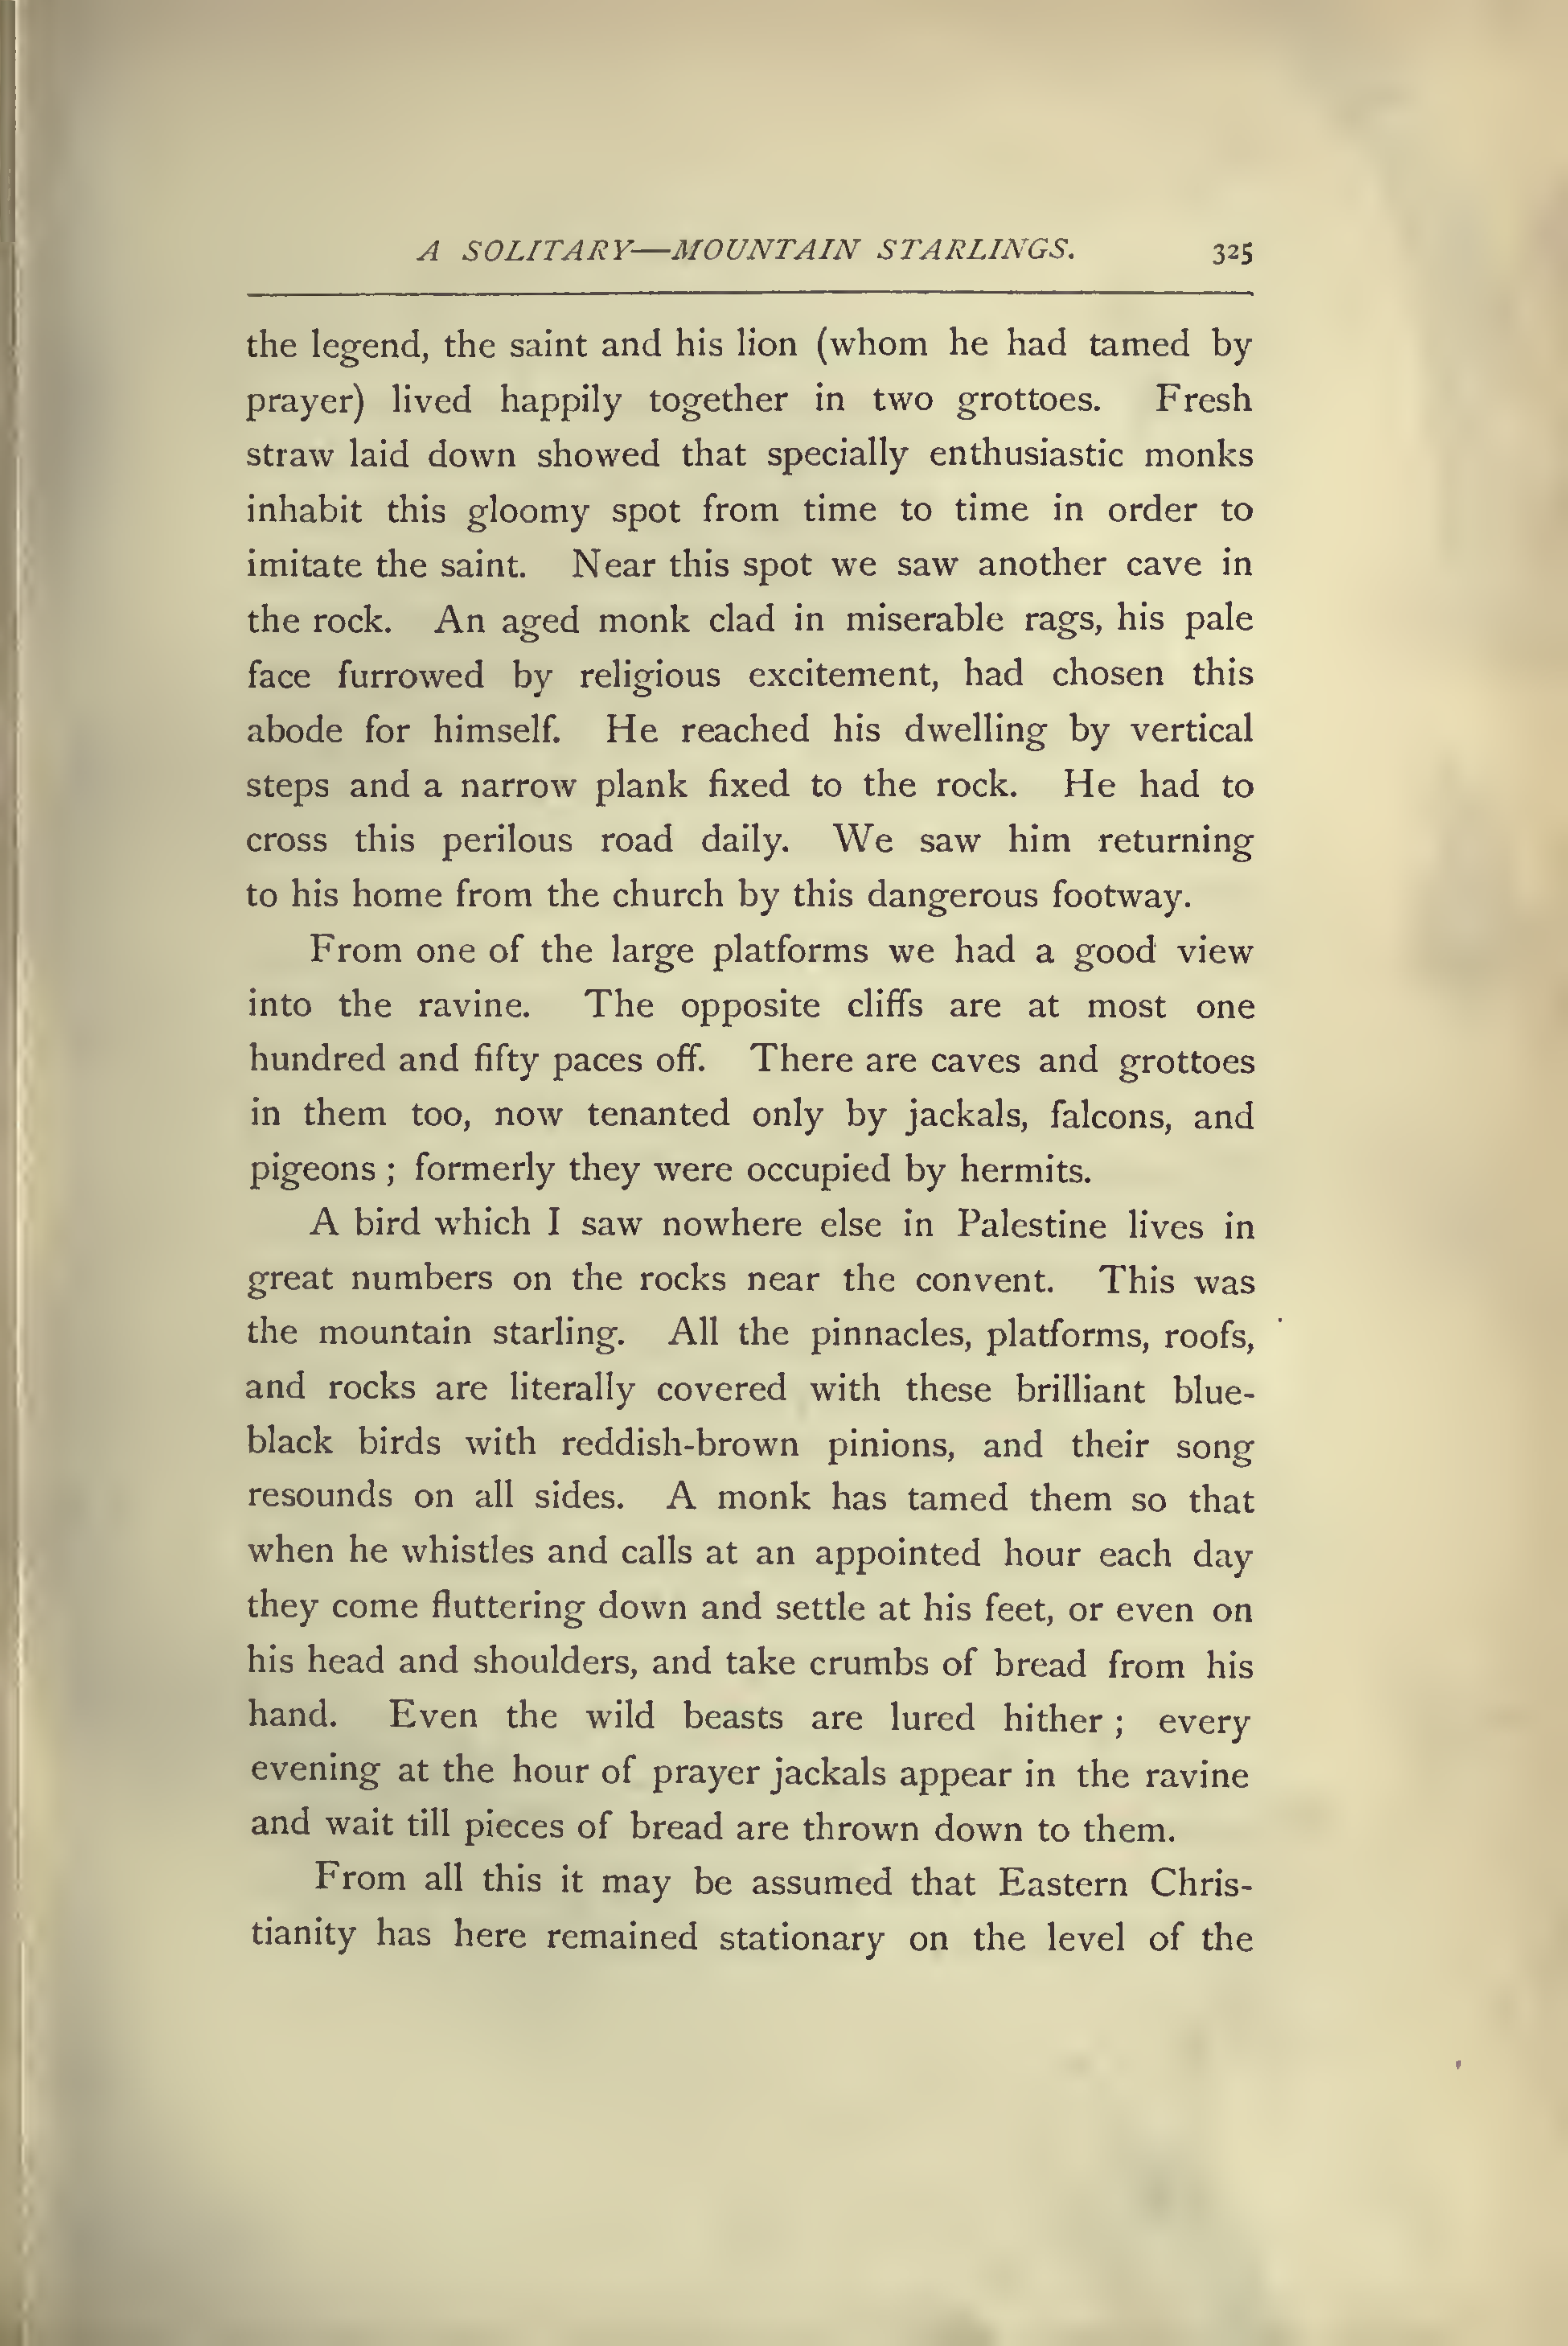 A SOLITARY—MOUNTAIN STARLINGS. 325
the legend, the saint and his lion (whom he had tamed by
prayer) lived happily together in two grottoes. Fresh
straw laid down showed that specially enthusiastic monks
inhabit this gloomy spot from time to time in order to
imitate the saint. Near this spot we saw another cave in
the rock. An aged monk clad in miserable rags, his pale
face furrowed by religious excitement, had chosen this
abode for himself. He reached his dwelling by vertical
steps and a narrow plank fixed to the rock. He had to
cross this perilous road daily. We saw him returning
to his home from the church by this dangerous footway.
From one of the large platforms we had a good view
into the ravine. The opposite cliffs are at most one
hundred and fifty paces off. There are caves and grottoes
in them too, now tenanted only by jackals, falcons, and
pigeons ; formerly they were occupied by hermits.
A bird which I saw nowhere else in Palestine lives in
great numbers on the rocks near the convent. This was
the mountain starling. All the pinnacles, platforms, roofs,
and rocks are literally covered with these brilliant blue-
black birds with reddish-brown pinions, and their song
resounds on all sides. A monk has tamed them so that
when he whistles and calls at an appointed hour each day
they come fluttering down and settle at his feet, or even on
his head and shoulders, and take crumbs of bread from his
hand. Even the wild beasts are lured hither ; every
evening at the hour of prayer jackals appear in the ravine
and wait till pieces of bread are thrown down to them.
From all this it may be assumed that Eastern Chris-
tianity has here remained stationary on the level of the